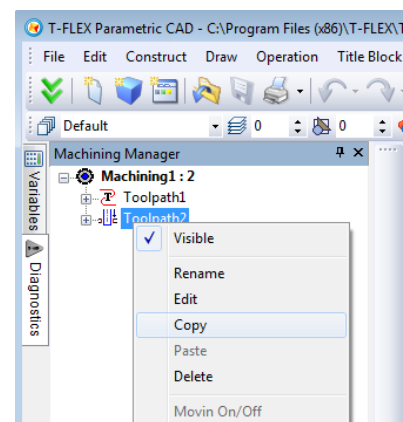 T-FLEX Parametric CAD - C:\Program Files (x86)\T-FLEX\T
File Edit Construct Draw Operation Title Block
Default 0 0
Machining Manager
Machining1 : 2
Toolpath1
Toolpath2
Visible
Rename
Edit
Copy
Paste
Delete
Movin On/Off
Variables
Diagnostics